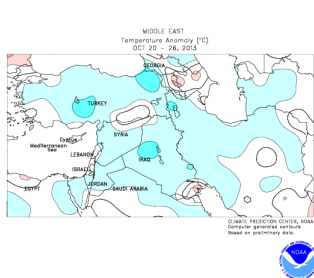 MIDDLE EAST
Temperature Anomaly (°C)
OCT 20 - 26, 2013
GEORGIA
TURKEY
SYRIA
Cyprus
Mediterranean
Sea
LEBANON
IRAQ
ISRAEL
JORDAN
EGYPT
SAUDI ARABIA
CLIMATE PREDICTION CENTER, NOAA
Computer generated contours
Based on preliminary data
NOAA